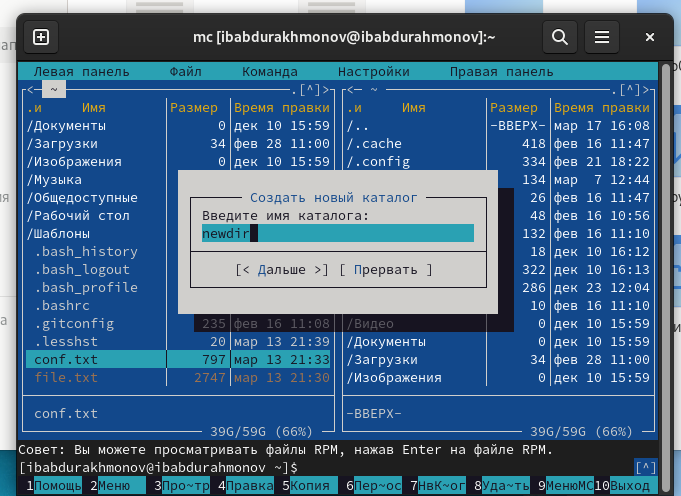 mc [ibabdurakhmonov@ibabdurahmonov]:~
Левая панель Файл Команда Настройки Правая панель
<— ~ .[^]> <— ~ .[^]>
.и Имя Размер Время правки .и Имя Размер Время правки
/Документы 0 дек 10 15:59 /.. -ВВЕРХ- мар 17 16:08
/Загрузки 34 фев 28 11:00 /.cache 418 фев 16 11:47
/Изображения 0 дек 10 15:59 /.config 334 фев 21 18:22
/Музыка 134 мар 7 12:44
/Общедоступные 26 фев 16 11:47
/Рабочий стол 48 фев 16 10:56
/Шаблоны 132 фев 16 11:10
.bash_history 18 дек 10 16:12
.bash_logout 322 дек 10 16:13
.bash_profile 286 дек 23 12:04
.bashrc 10 фев 16 11:10
.gitconfig 235 фев 16 11:08 /Видео 0 дек 10 15:59
.lesshst 20 мар 13 21:39 /Документы 0 дек 10 15:59
conf.txt 797 мар 13 21:33 /Загрузки 34 фев 28 11:00
file.txt 2747 мар 13 21:30 /Изображения 0 дек 10 15:59
Создать новый каталог
Введите имя каталога:
newdir
[< Дальше >] [ Прервать ]
conf.txt -ВВЕРХ-
39G/59G (66%) 39G/59G (66%)
Совет: Вы можете просматривать файлы RPM, нажав Enter на файле RPM.
[ibabdurakhmonov@ibabdurahmonov ~]$ [^]
1Помощь 2Меню 3Про~тр 4Правка 5Копия 6Пер~ос 7НвК~ог 8Уда~ть 9МенюМС 10Выход